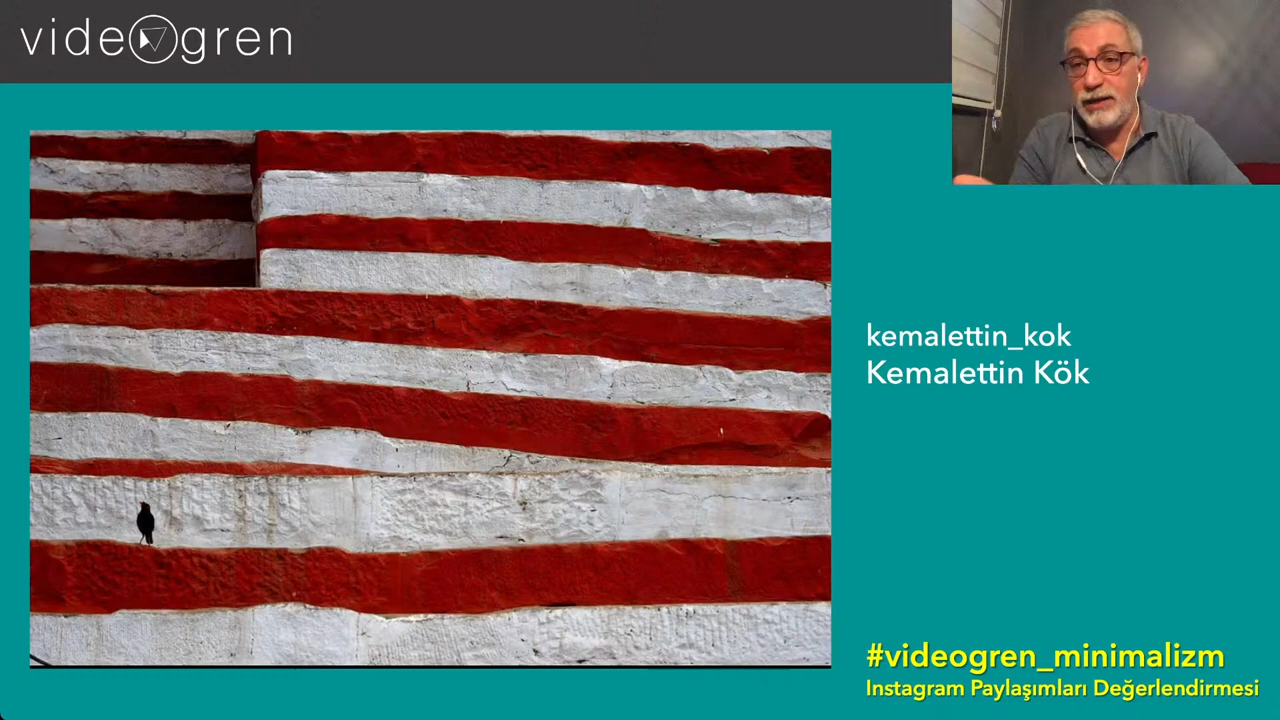 videogren
kemalettin_kok
Kemalettin Kök
#videogren_minimalizm
Instagram Paylaşımları Değerlendirmesi